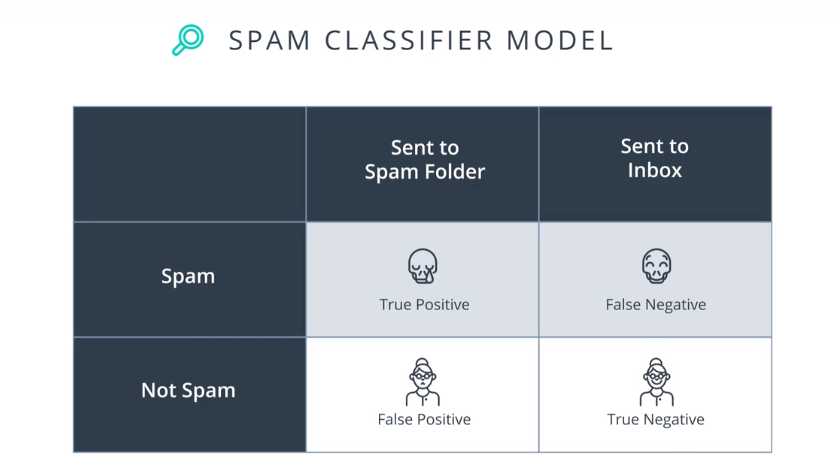 SPAM CLASSIFIER MODEL
Sent to
Spam Folder
Sent to
Inbox
Spam
True Positive
False Negative
Not Spam
False Positive
True Negative